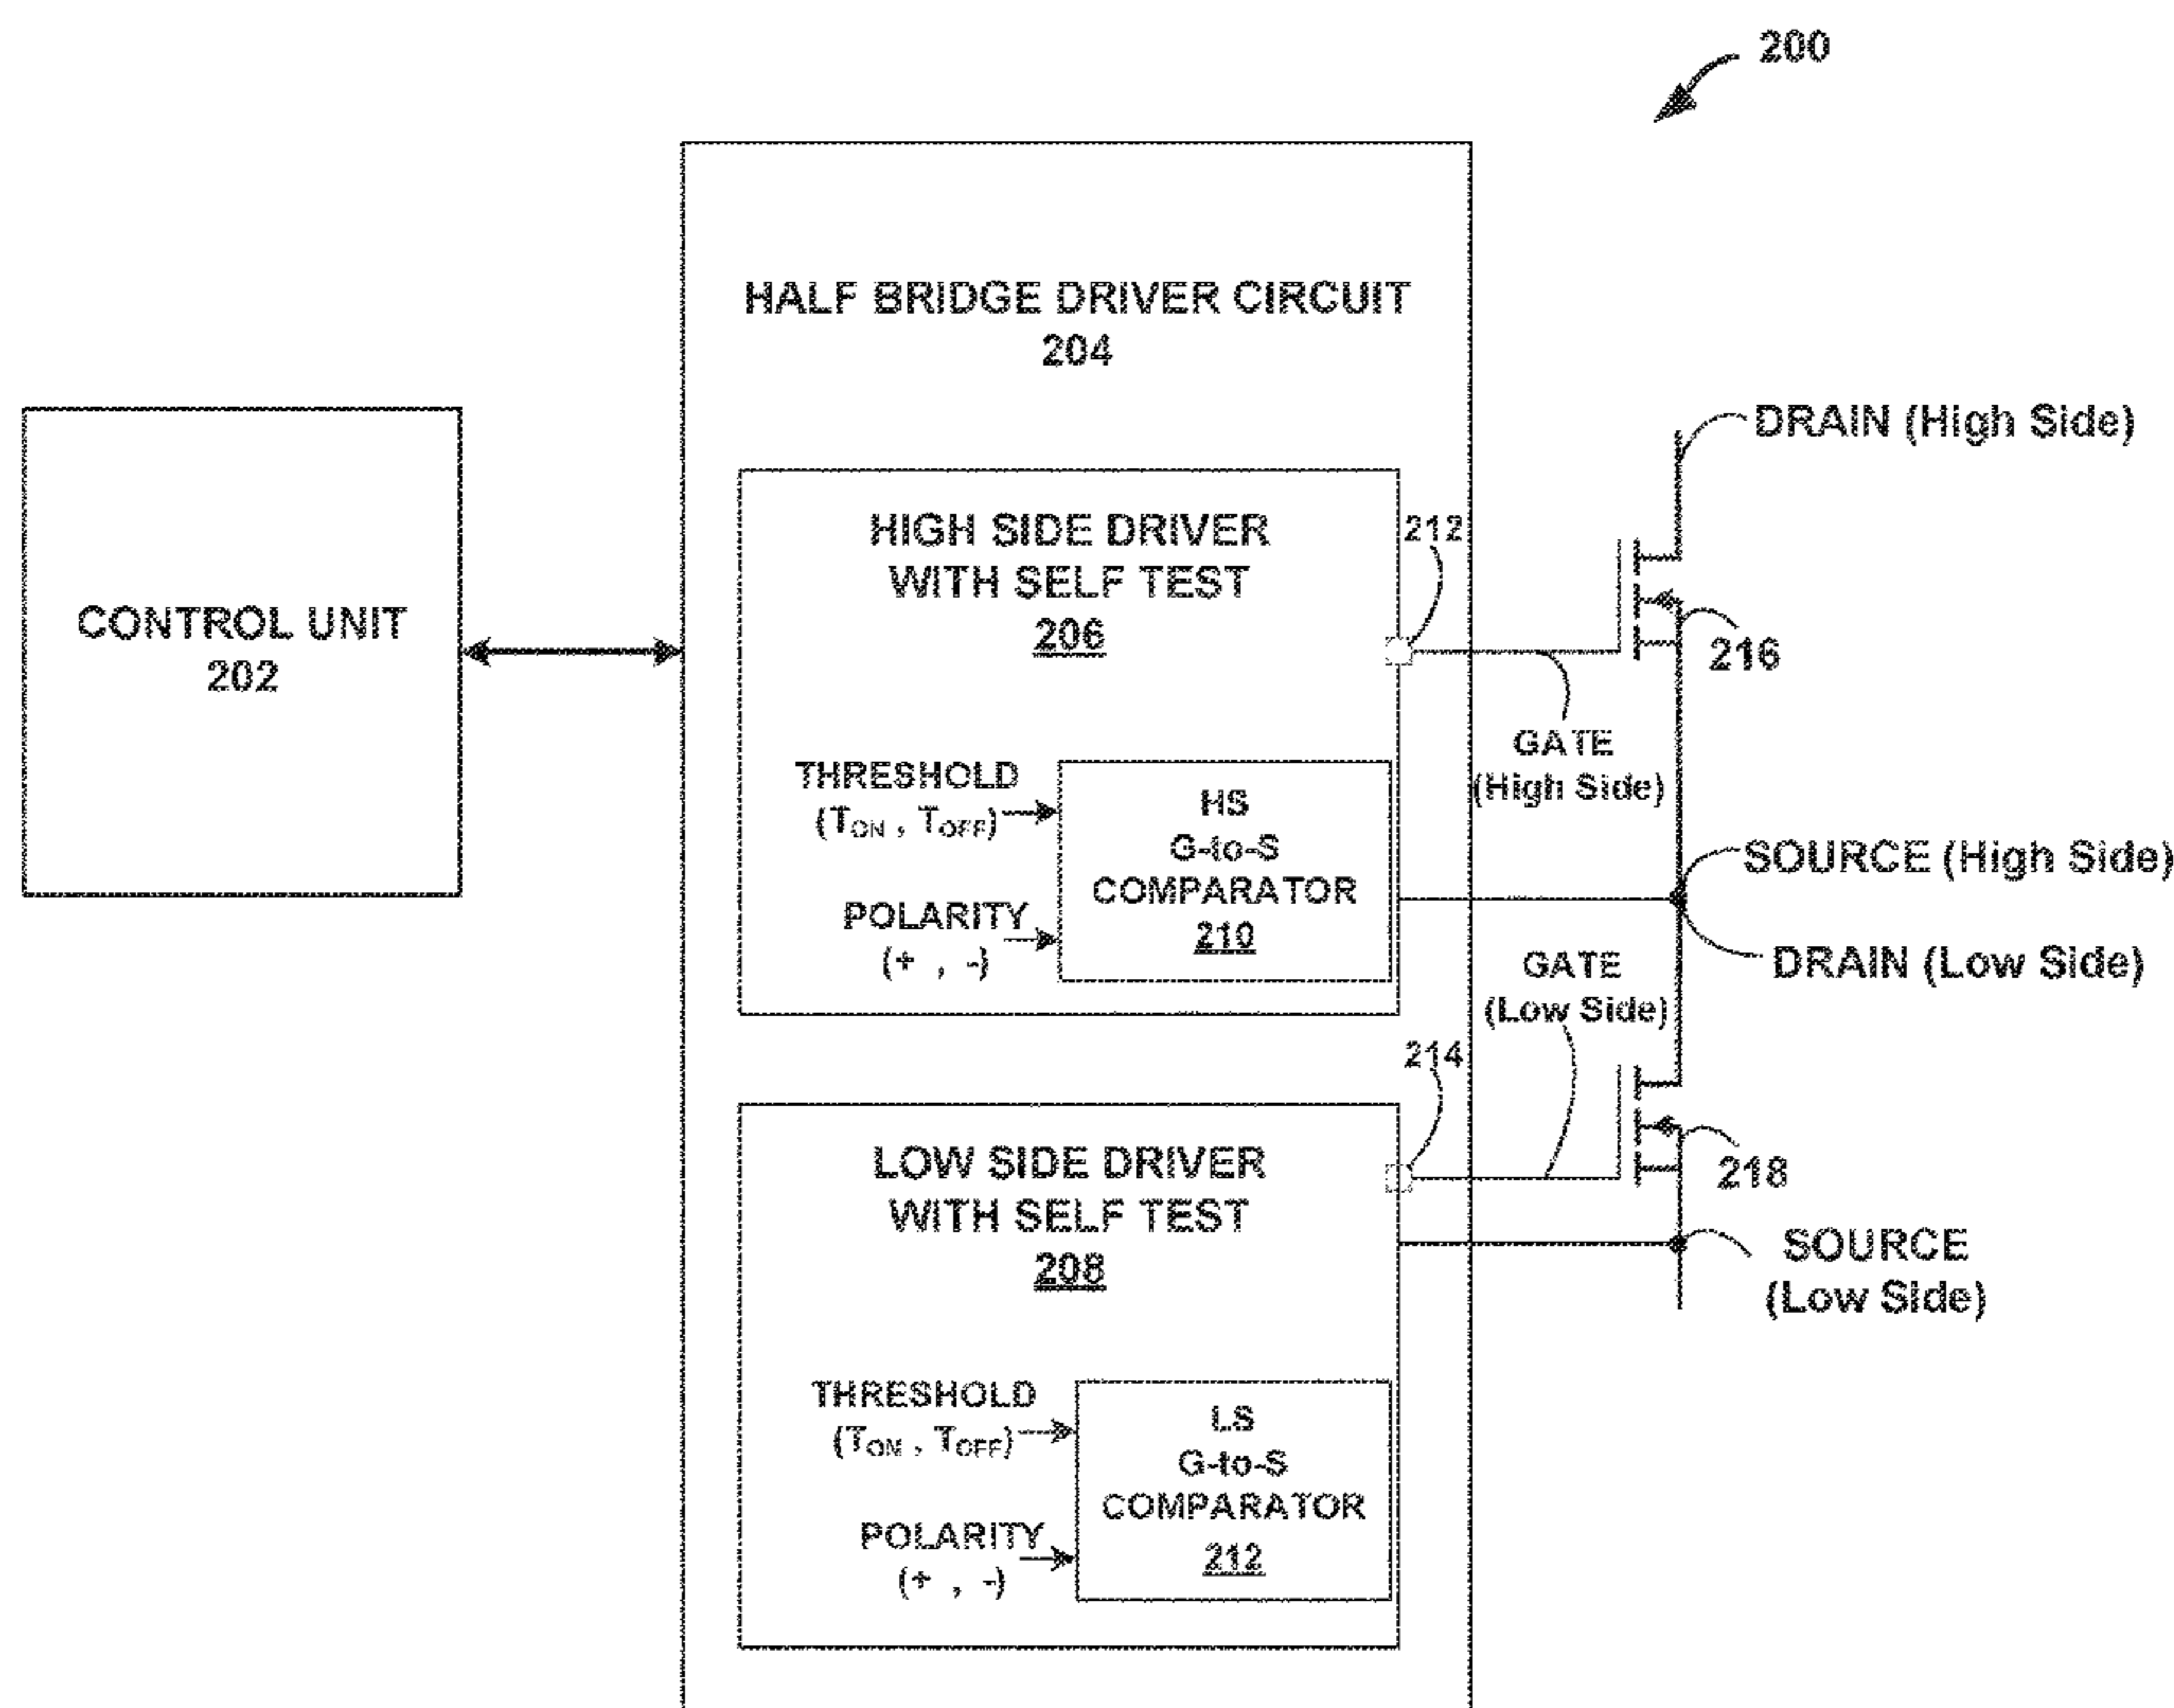 200
HALF BRIDGE DRIVER CIRCUIT
204
CONTROL UNIT
202
HIGH SIDE DRIVER
WITH SELF TEST
206
212
THRESHOLD
(TON , TOFF)
POLARITY
(+ , -)
HS
G-to-S
COMPARATOR
210
DRAIN (High Side)
216
GATE
(High Side)
SOURCE (High Side)
DRAIN (Low Side)
GATE
(Low Side)
214
LOW SIDE DRIVER
WITH SELF TEST
208
218
SOURCE
(Low Side)
THRESHOLD
(TON , TOFF)
POLARITY
(+ , -)
LS
G-to-S
COMPARATOR
212